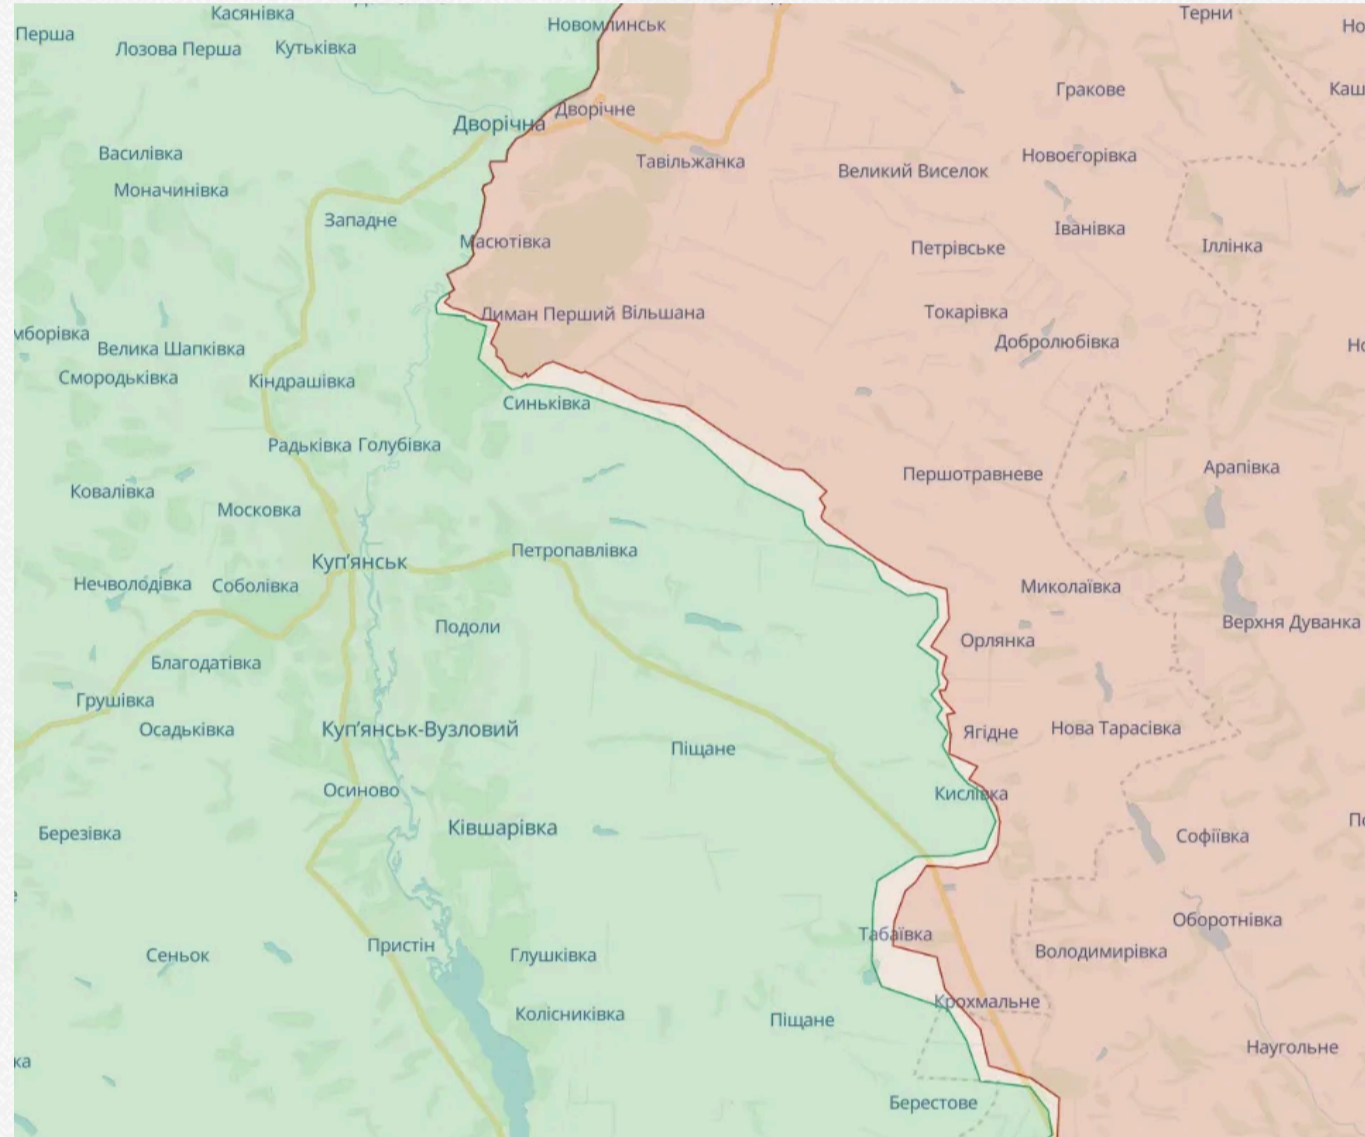 Касянівка
Терни
Перша
Новомлинськ
Лозова Перша
Кутьківка
Гракове
Дворічне
Дворічна
Василівка
Новоєгорівка
Тавільжанка
Великий Виселок
Моначинівка
Западне
Іванівка
Масютівка
Петрівське
Іллінка
Лиман Перший
Вільшана
Токарівка
мборівка
Добролюбівка
Велика Шапківка
Смородьківка
Кіндрашівка
Синьківка
Радьківка
Голубівка
Арапівка
Першотравневе
Ковалівка
Московка
Петропавлівка
Куп’янськ
Нечволодівка
Соболівка
Миколаївка
Верхня Дуванка
Подоли
Орлянка
Благодатівка
Грушівка
Осадьківка
Куп’янськ-Вузловий
Ягідне
Нова Тарасівка
Піщане
Осиново
Кислівка
Березівка
Ківшарівка
Софіївка
Оборотнівка
Табаївка
Пристін
Сеньок
Глушківка
Володимирівка
Крохмальне
Колісниківка
Піщане
Наугольне
ка
Берестове